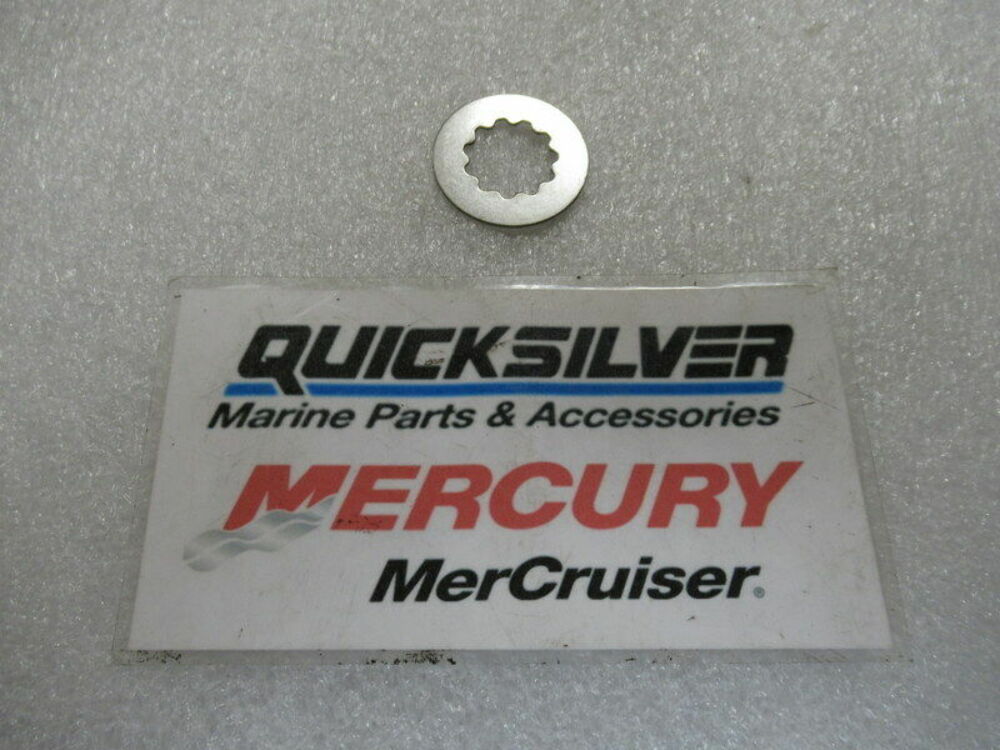 QUICKSILVER
Marine Parts & Accessories
MERCURY
MerCruiser®